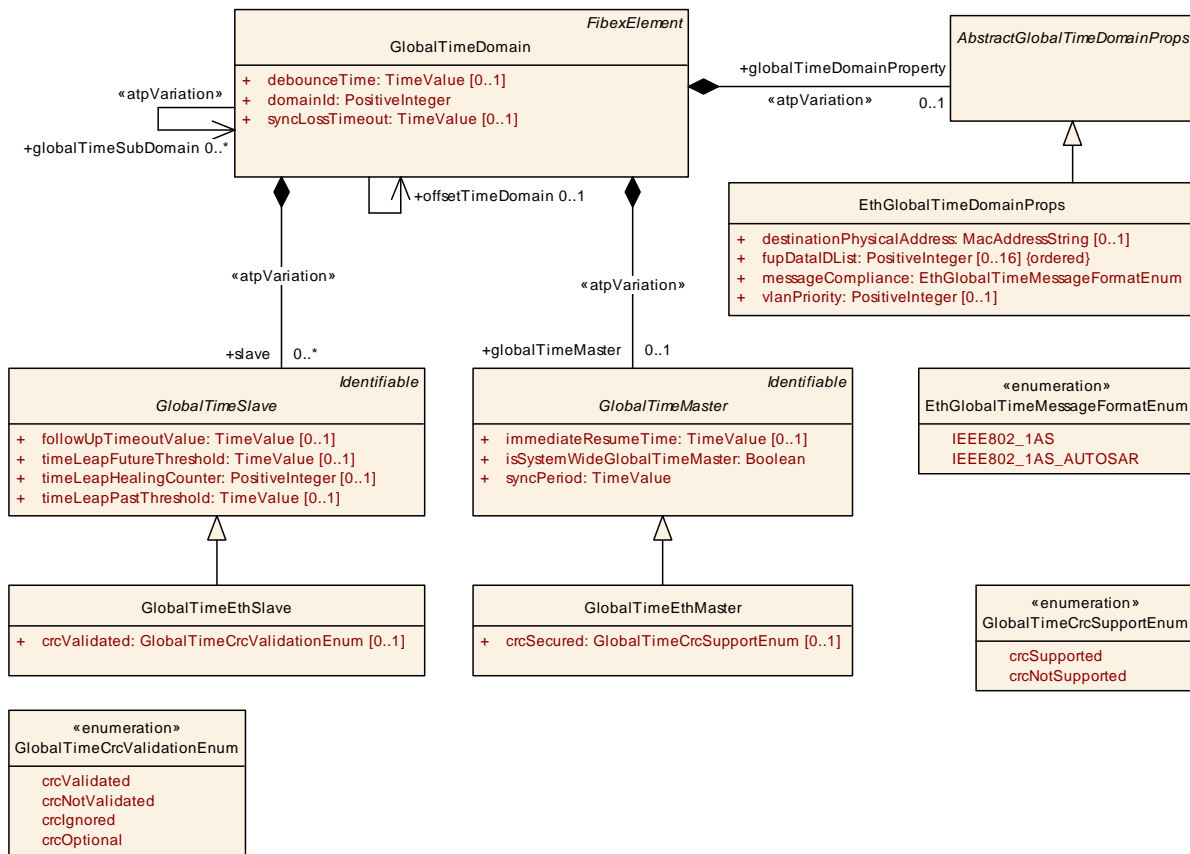 FibexElement
GlobalTimeDomain
+ debounceTime: TimeValue [0..1]
+ domainId: PositiveInteger
+ syncLossTimeout: TimeValue [0..1]
AbstractGlobalTimeDomainProps
+globalTimeDomainProperty
«atpVariation»
0..1
«atpVariation»
+globalTimeSubDomain 0..*
+offsetTimeDomain 0..1
EthGlobalTimeDomainProps
+ destinationPhysicalAddress: MacAddressString [0..1]
+ fupDataIDList: PositiveInteger [0..16] {ordered}
+ messageCompliance: EthGlobalTimeMessageFormatEnum
+ vlanPriority: PositiveInteger [0..1]
«atpVariation»
«atpVariation»
+slave 0..*
+globalTimeMaster 0..1
Identifiable
GlobalTimeSlave
+ followUpTimeoutValue: TimeValue [0..1]
+ timeLeapFutureThreshold: TimeValue [0..1]
+ timeLeapHealingCounter: PositiveInteger [0..1]
+ timeLeapPastThreshold: TimeValue [0..1]
Identifiable
GlobalTimeMaster
+ immediateResumeTime: TimeValue [0..1]
+ isSystemWideGlobalTimeMaster: Boolean
+ syncPeriod: TimeValue
«enumeration»
EthGlobalTimeMessageFormatEnum
IEEE802_1AS
IEEE802_1AS_AUTOSAR
GlobalTimeEthSlave
+ crcValidated: GlobalTimeCrcValidationEnum [0..1]
GlobalTimeEthMaster
+ crcSecured: GlobalTimeCrcSupportEnum [0..1]
«enumeration»
GlobalTimeCrcSupportEnum
crcSupported
crcNotSupported
«enumeration»
GlobalTimeCrcValidationEnum
crcValidated
crcNotValidated
crcIgnored
crcOptional